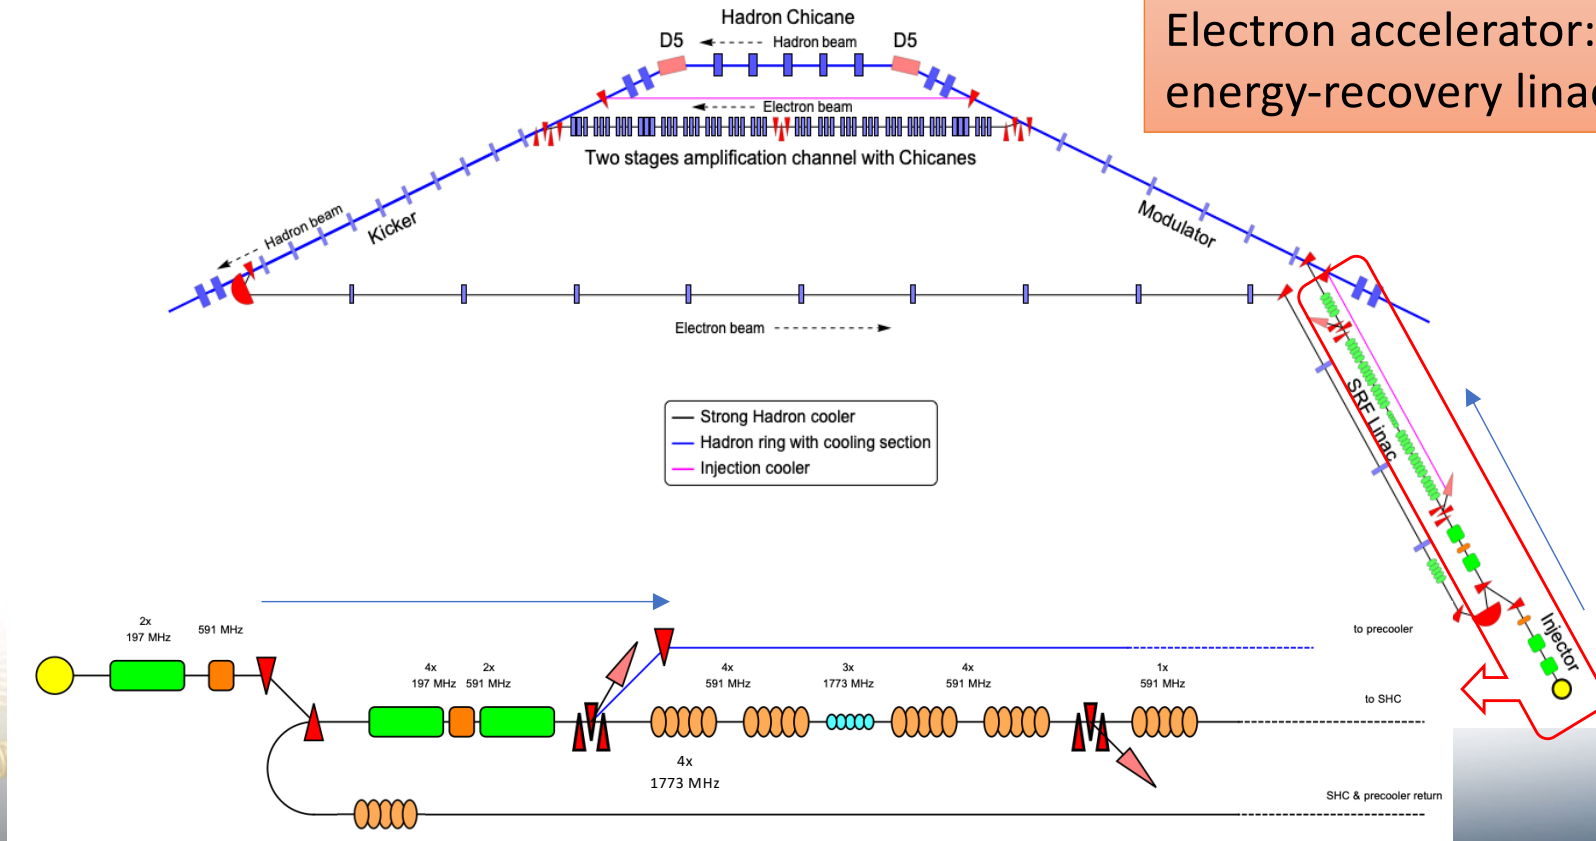 Hadron Chicane
D5
Hadron beam
D5
Electron accelerator:
energy-recovery linac
Electron beam
Two stages amplification channel with Chicanes
Hadron beam
Kicker
Modulator
Electron beam
Strong Hadron cooler
Hadron ring with cooling section
Injection cooler
SRF Linac
Injector
2x
197 MHz
591 MHz
4x
197 MHz
2x
591 MHz
4x
591 MHz
3x
1773 MHz
4x
591 MHz
1x
591 MHz
to precooler
to SHC
4x
1773 MHz
SHC & precooler return